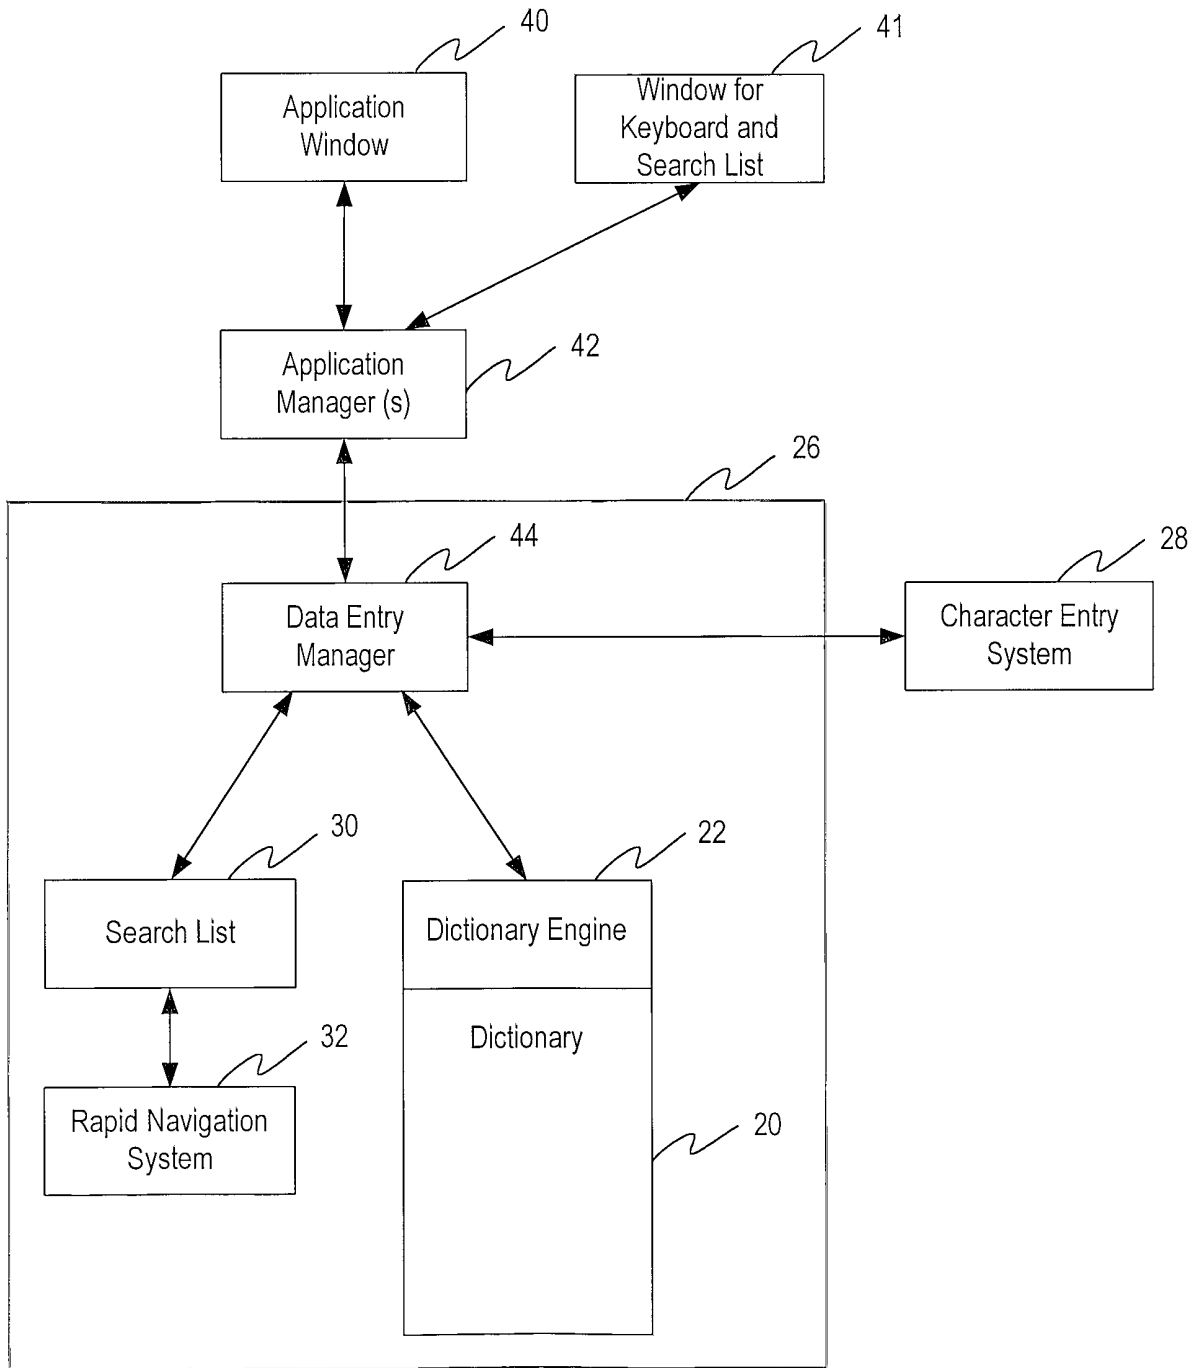 40
41
Application
Window
Window for
Keyboard and
Search List
42
Application
Manager (s)
26
44
28
Data Entry
Manager
Character Entry
System
30
22
Search List
Dictionary Engine
32
Dictionary
Rapid Navigation
System
20